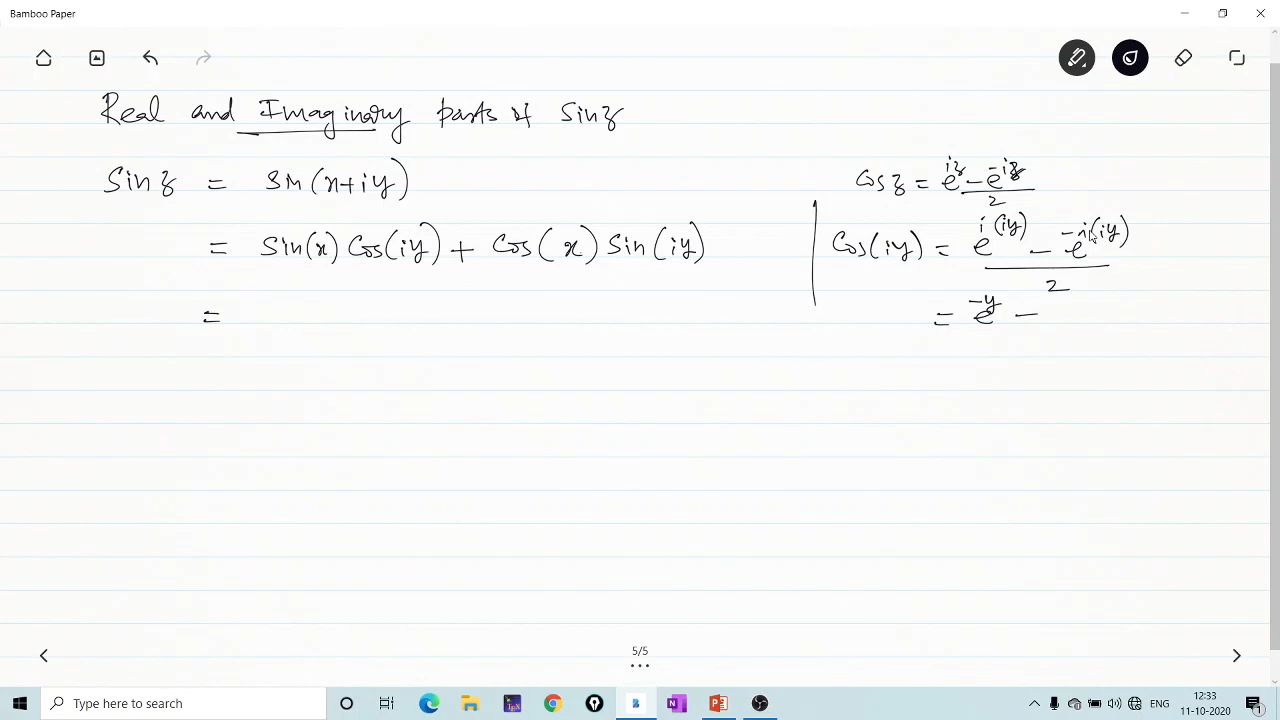 Bamboo Paper
Real and Imaginary parts of Sin z
Sin z = Sin(x+iy)
= Sin(x) Cos(iy) + Cos(x) Sin(iy)
=
Cos z = e^{iz} - e^{-iz} / 2
Cos(iy) = e^{i(iy)} - e^{-i(iy)} / 2
= e^{-y} -
5/5
Type here to search
ENG
12:33
11-10-2020
1